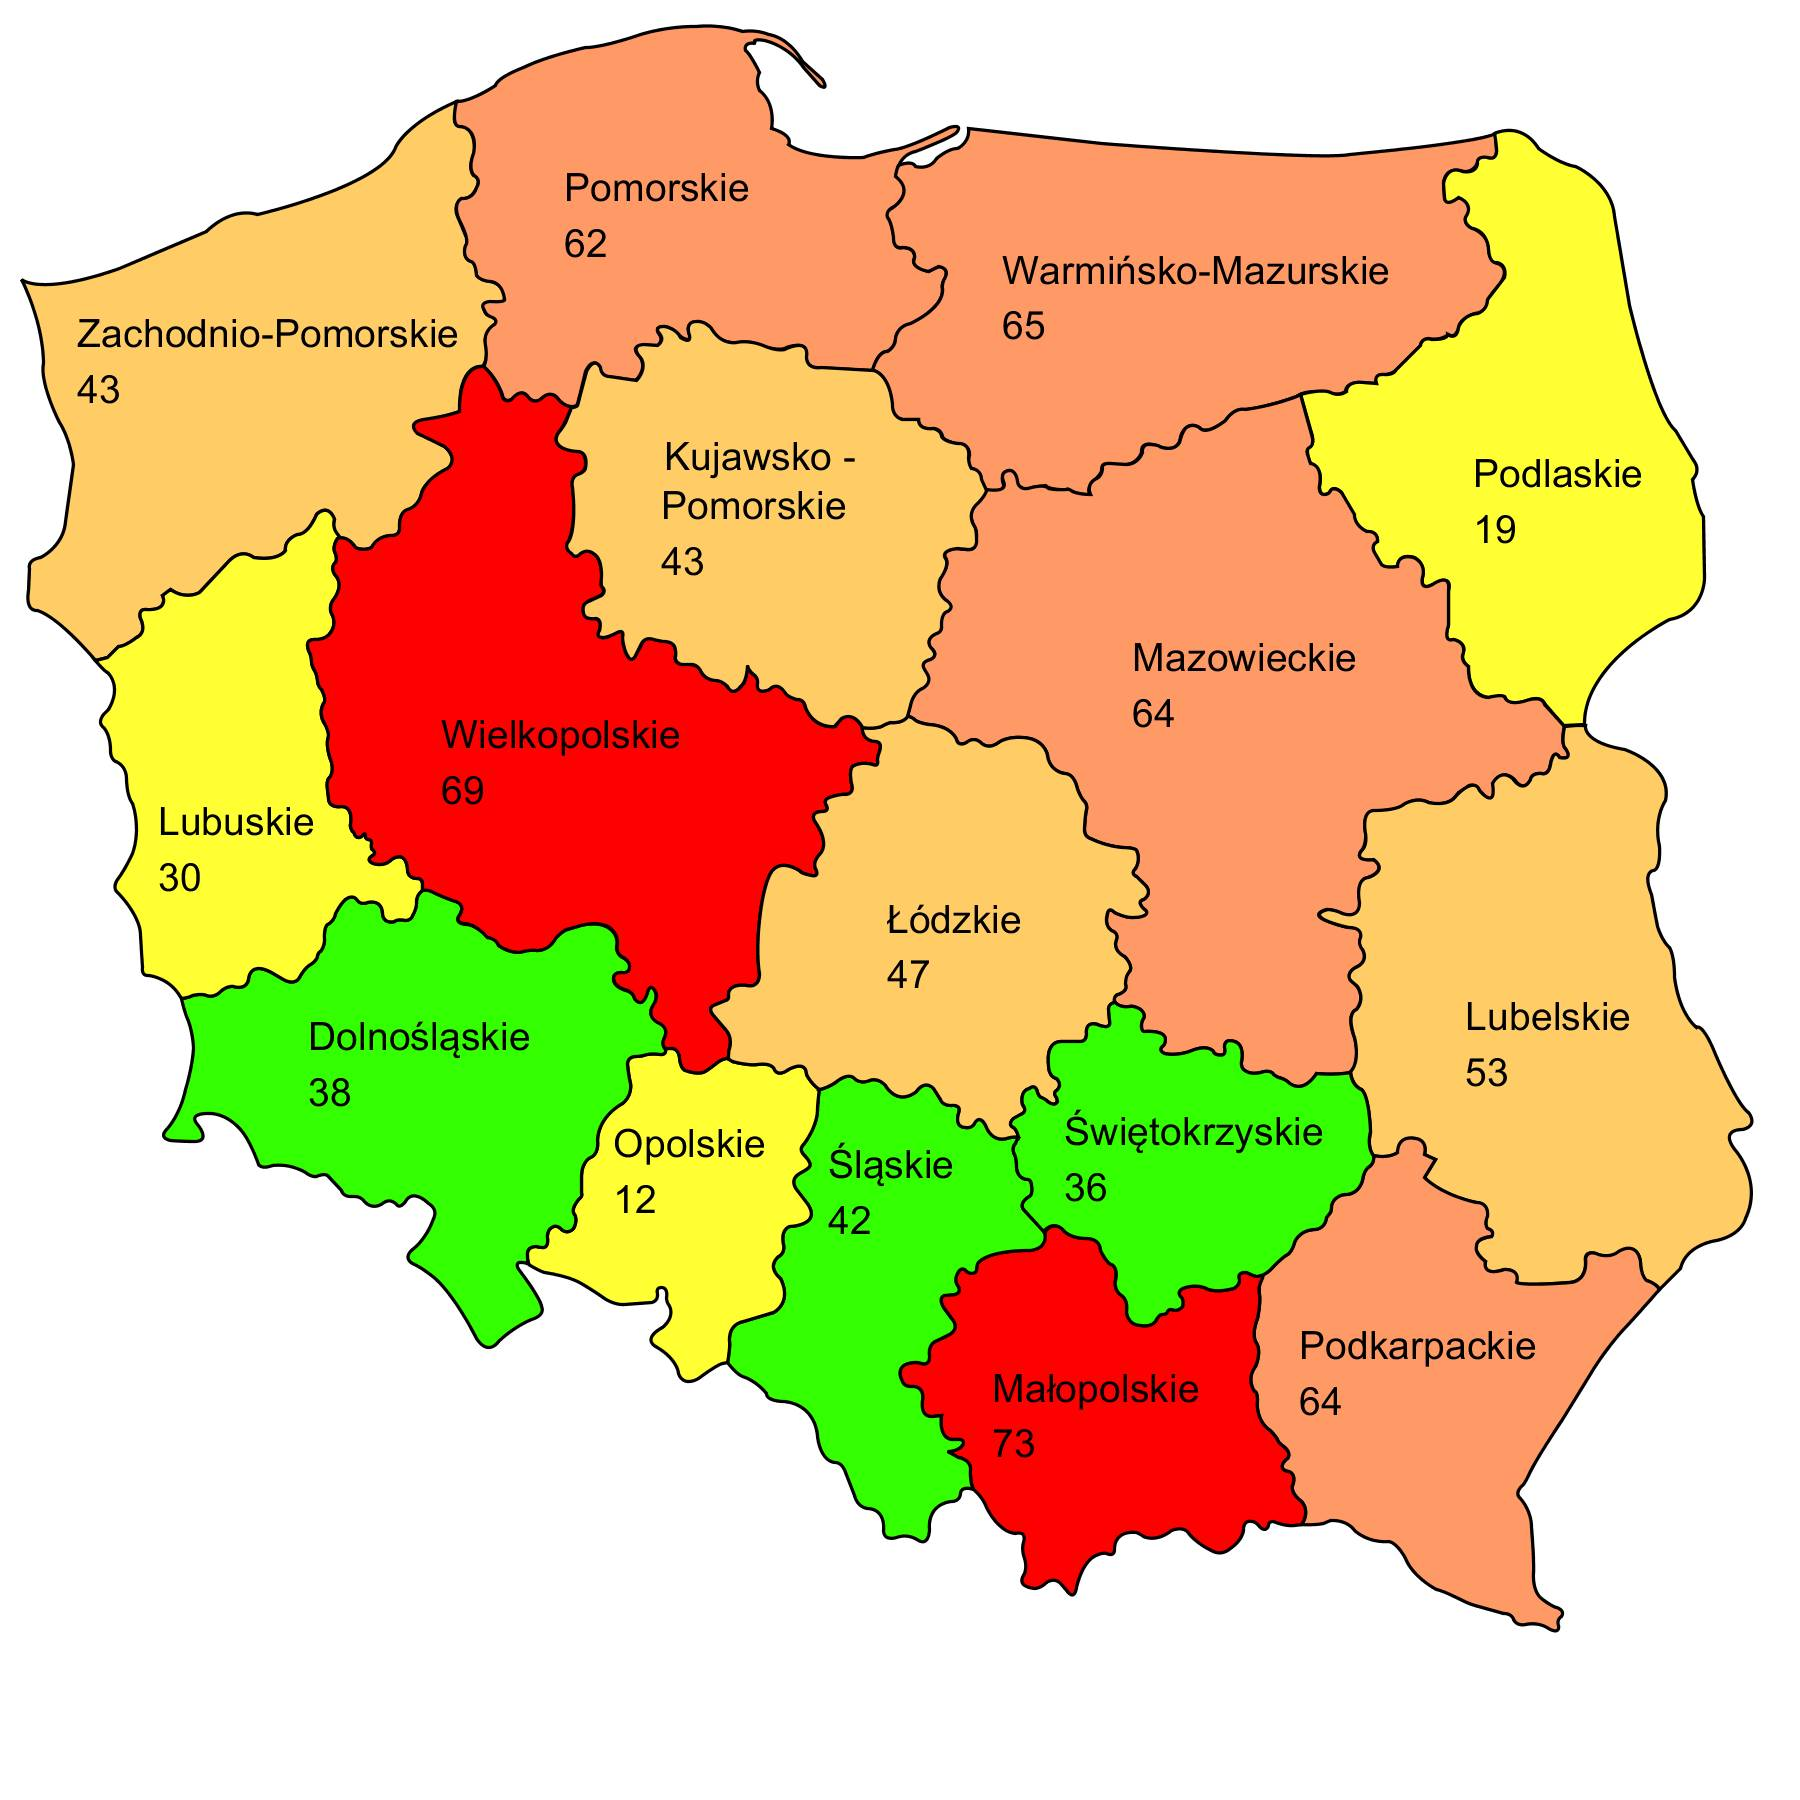 Pomorskie
62
Warmińsko-Mazurskie
65
Zachodnio-Pomorskie
43
Kujawsko -
Pomorskie
43
Podlaskie
19
Mazowieckie
64
Wielkopolskie
69
Lubuskie
30
Łódzkie
47
Lubelskie
53
Dolnośląskie
38
Opolskie
12
Śląskie
42
Świętokrzyskie
36
Małopolskie
73
Podkarpackie
64